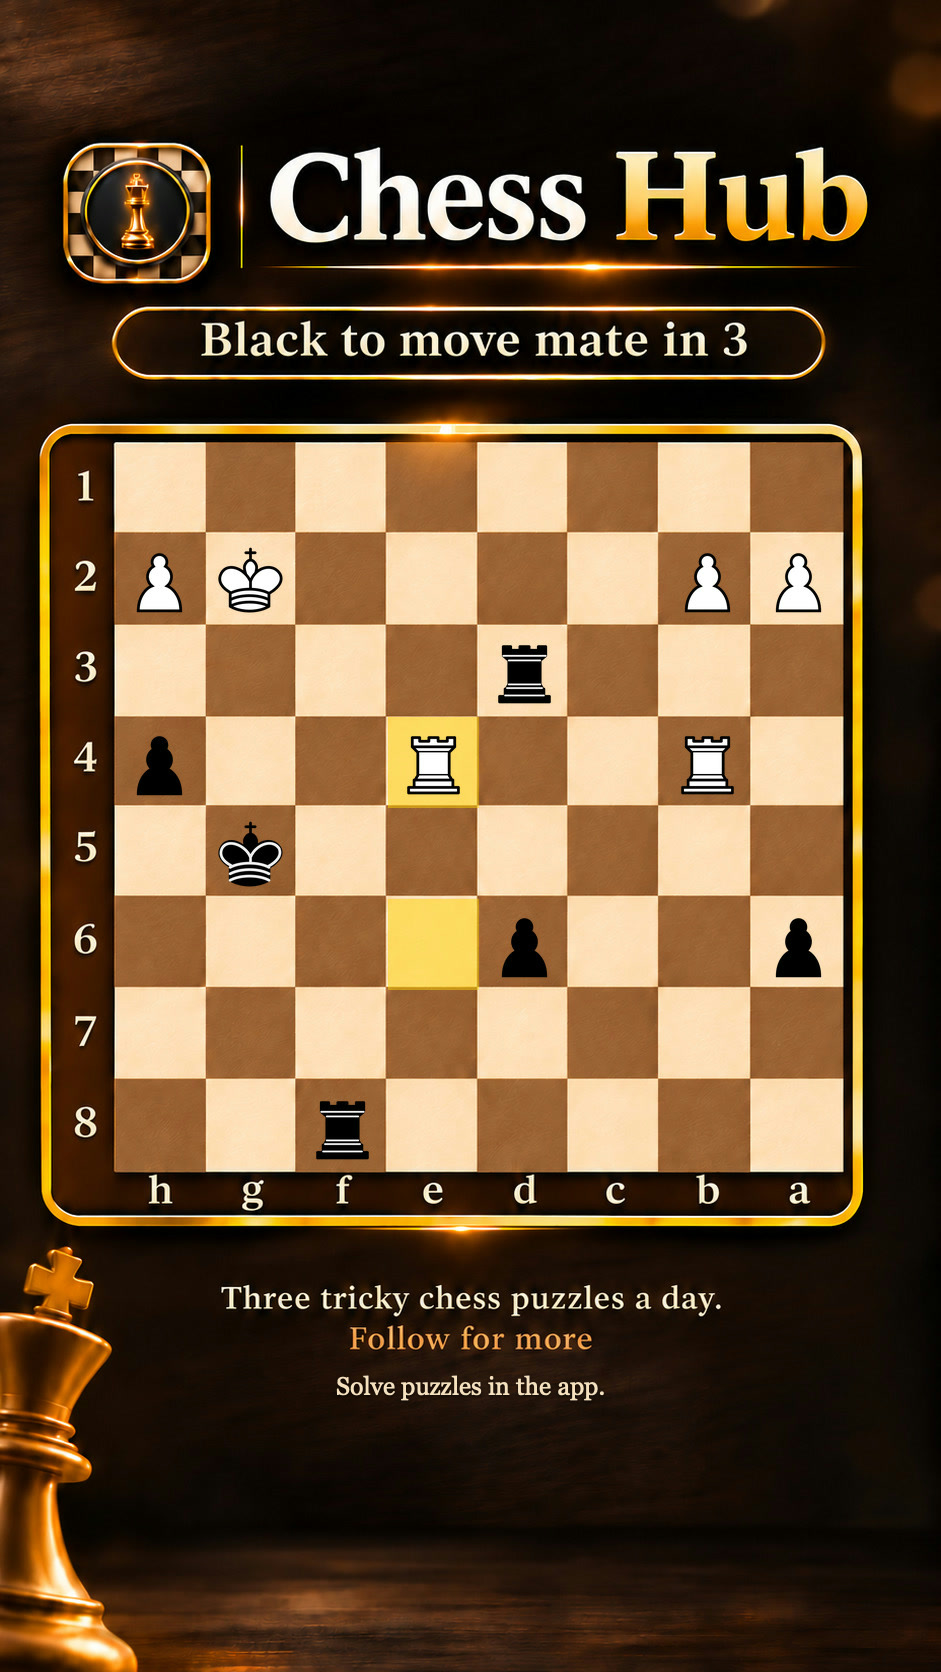 Chess Hub
Black to move mate in 3
1
2
3
4
5
6
7
8
h g f e d c b a
Three tricky chess puzzles a day.
Follow for more
Solve puzzles in the app.